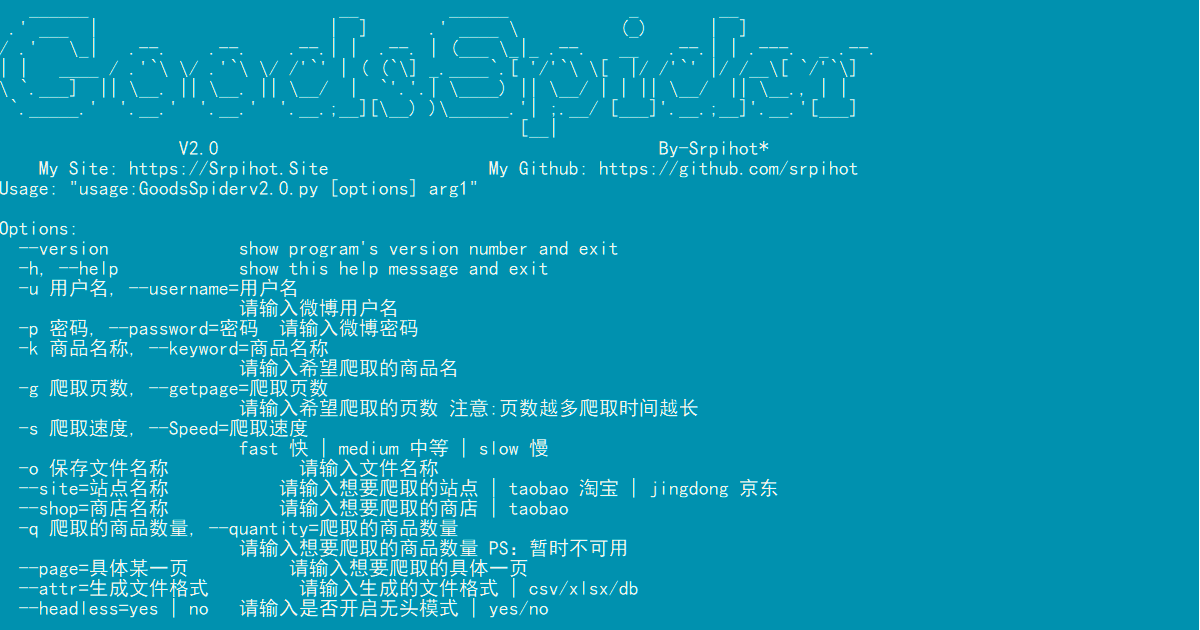 GoodsSpider
V2.0 By-Srpihot*
My Site: https://Srpihot.Site My Github: https://github.com/srpihot
Usage: "usage:GoodsSpiderv2.0.py [options] arg1"
Options:
--version show program's version number and exit
-h, --help show this help message and exit
-u 用户名, --username=用户名
请输入微博用户名
-p 密码, --password=密码 请输入微博密码
-k 商品名称, --keyword=商品名称
请输入希望爬取的商品名
-g 爬取页数, --getpage=爬取页数
请输入希望爬取的页数 注意:页数越多爬取时间越长
-s 爬取速度, --Speed=爬取速度
fast 快 | medium 中等 | slow 慢
-o 保存文件名称 请输入文件名称
--site=站点名称 请输入想要爬取的站点 | taobao 淘宝 | jingdong 京东
--shop=商店名称 请输入想要爬取的商店 | taobao
-q 爬取的商品数量, --quantity=爬取的商品数量
请输入想要爬取的商品数量 PS：暂时不可用
--page=具体某一页 请输入想要爬取的具体一页
--attr=生成文件格式 请输入生成的文件格式 | csv/xlsx/db
--headless=yes | no 请输入是否开启无头模式 | yes/no